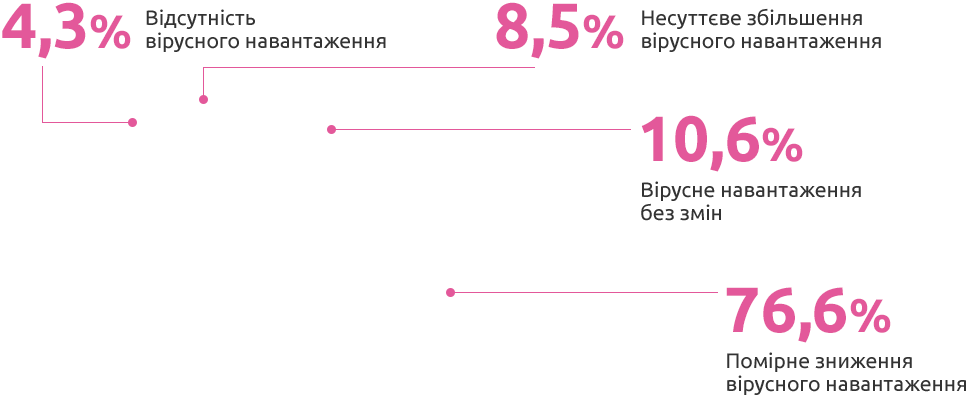 4,3%
Відсутність
вірусного навантаження
8,5%
Несуттєве збільшення
вірусного навантаження
10,6%
Вірусне навантаження
без змін
76,6%
Помірне зниження
вірусного навантаження